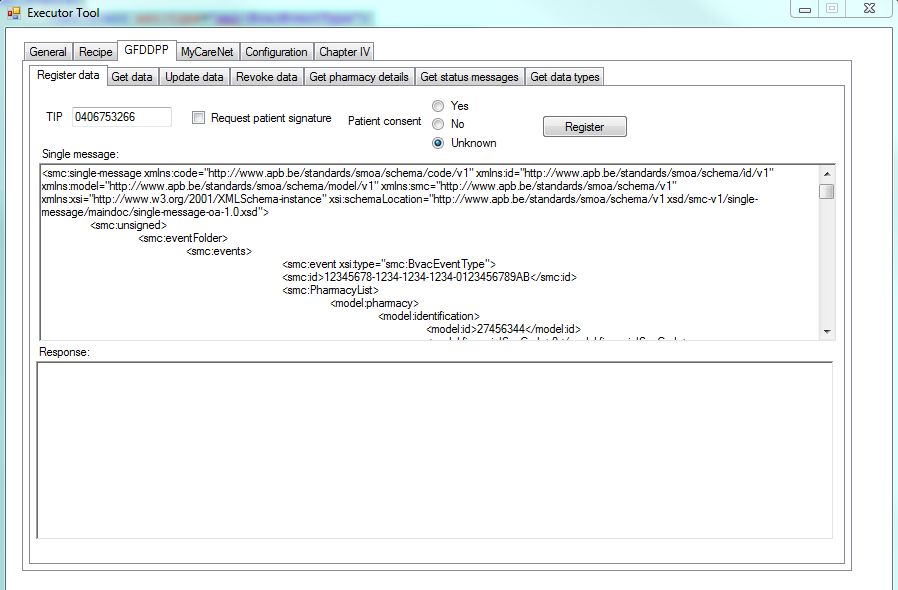 Executor Tool
General Recipe GFDDPP MyCareNet Configuration Chapter IV
Register data Get data Update data Revoke data Get pharmacy details Get status messages Get data types
TIP 0406753266 Request patient signature Patient consent
Yes
No
Unknown
Register
Single message:
<smc:single-message xmlns:code="http://www.apb.be/standards/smoa/schema/code/v1" xmlns:id="http://www.apb.be/standards/smoa/schema/id/v1"
xmlns:model="http://www.apb.be/standards/smoa/schema/model/v1" xmlns:smc="http://www.apb.be/standards/smoa/schema/v1"
xmlns:xsi="http://www.w3.org/2001/XMLSchema-instance" xsi:schemaLocation="http://www.apb.be/standards/smoa/schema/v1 xsd/smc-v1/single-
message/maindoc/single-message-oa-1.0.xsd">
<smc:unsigned>
<smc:eventFolder>
<smc:events>
<smc:event xsi:type="smc:BvacEventType">
<smc:id>12345678-1234-1234-1234-0123456789AB</smc:id>
<smc:PharmacyList>
<model:pharmacy>
<model:identification>
<model:id>27456344</model:id>
Response: